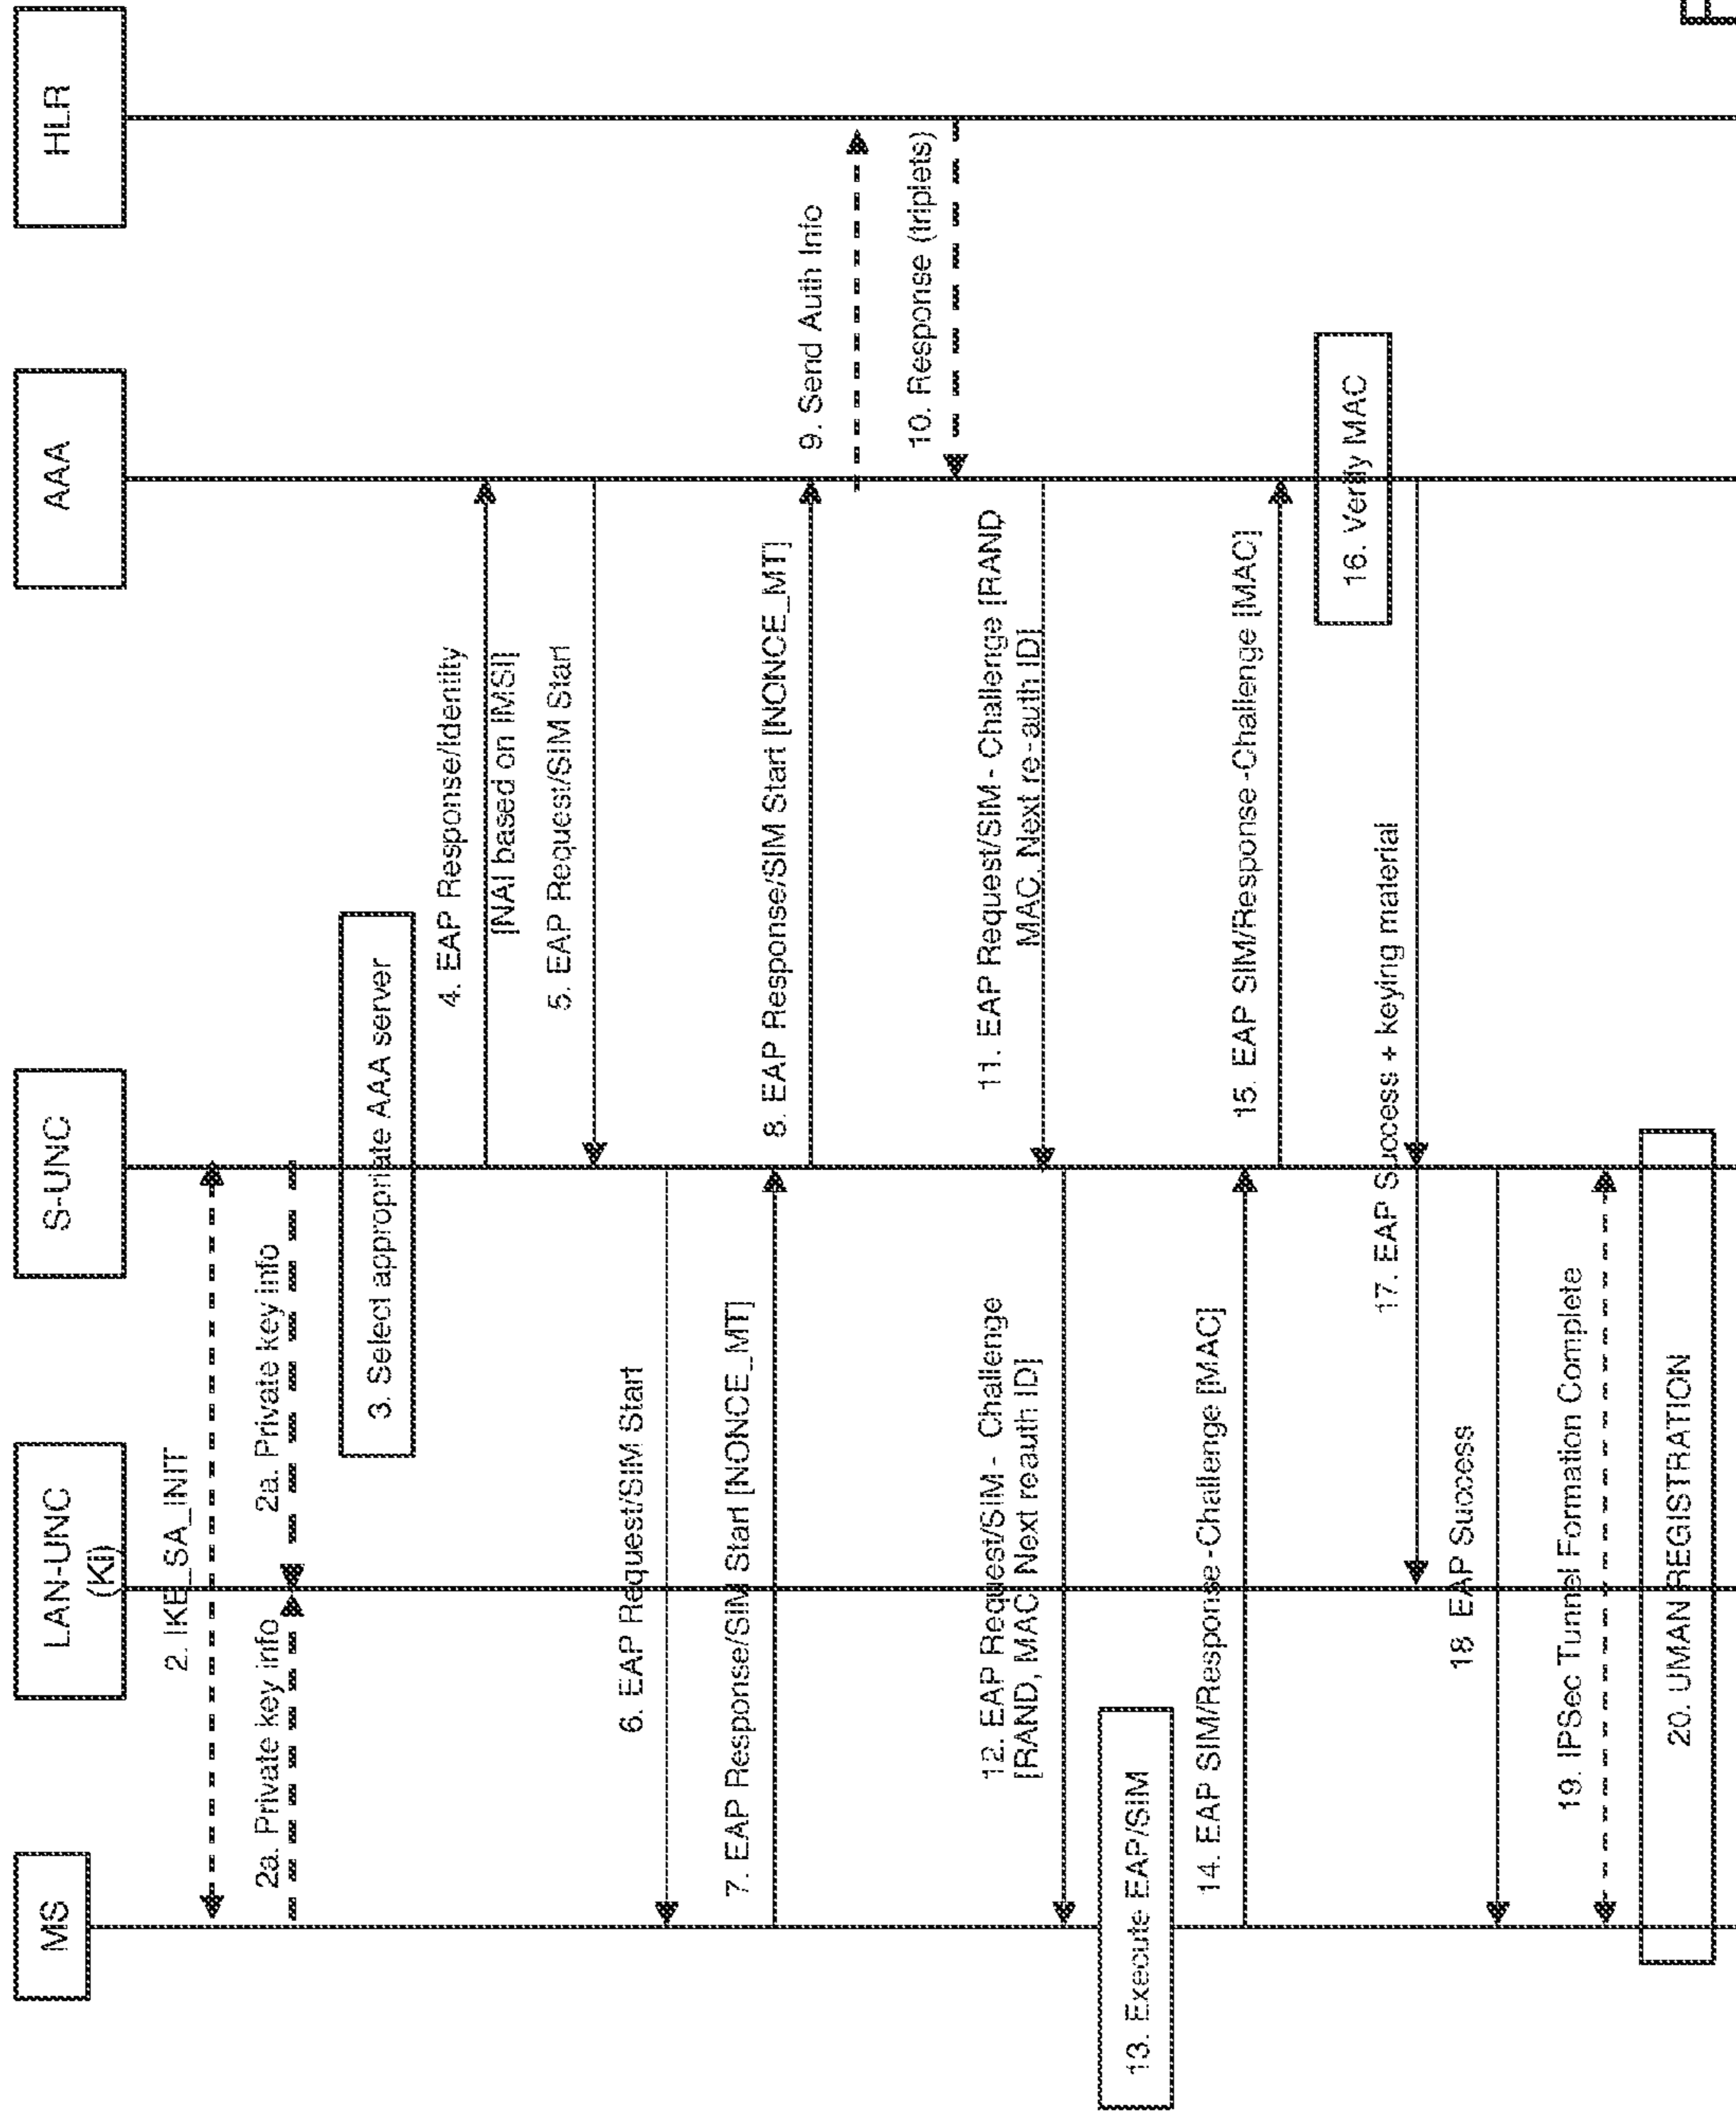 MS
LAN-UNC
(Ki)
S-UNC
AAA
HLR
2. IKE_SA_INIT
2a. Private key info
2a. Private key info
3. Select appropriate AAA server
4. EAP Response/Identity
[NAI based on IMSI]
5. EAP Request/SIM Start
6. EAP Request/SIM Start
7. EAP Response/SIM Start [NONCE_MT]
8. EAP Response/SIM Start [NONCE_MT]
9. Send Auth Info
10. Response (triplets)
11. EAP Request/SIM - Challenge [RAND
MAC, Next re-auth ID]
12. EAP Request/SIM - Challenge
[RAND, MAC, Next reauth ID]
13. Execute EAP/SIM
14. EAP SIM/Response -Challenge [MAC]
15. EAP SIM/Response -Challenge [MAC]
16. Verify MAC
17. EAP Success + keying material
18 EAP Success
19. IPSec Tunnel Formation Complete
20. UMAN REGISTRATION